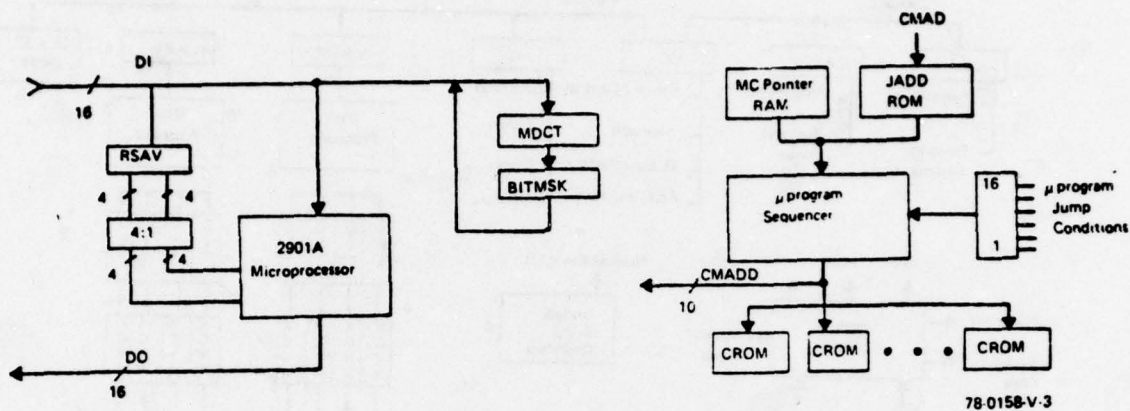 DI
16
RSAV
4
4
4:1
4
4
2901A
Microprocessor
DO
16
MDCT
BITMSK
CMAD
MC Pointer
RAM
JADD
ROM
μ program
Sequencer
16
1
μ program
Jump
Conditions
CMADD
10
CROM
CROM
• • •
CROM
78-0158-V-3